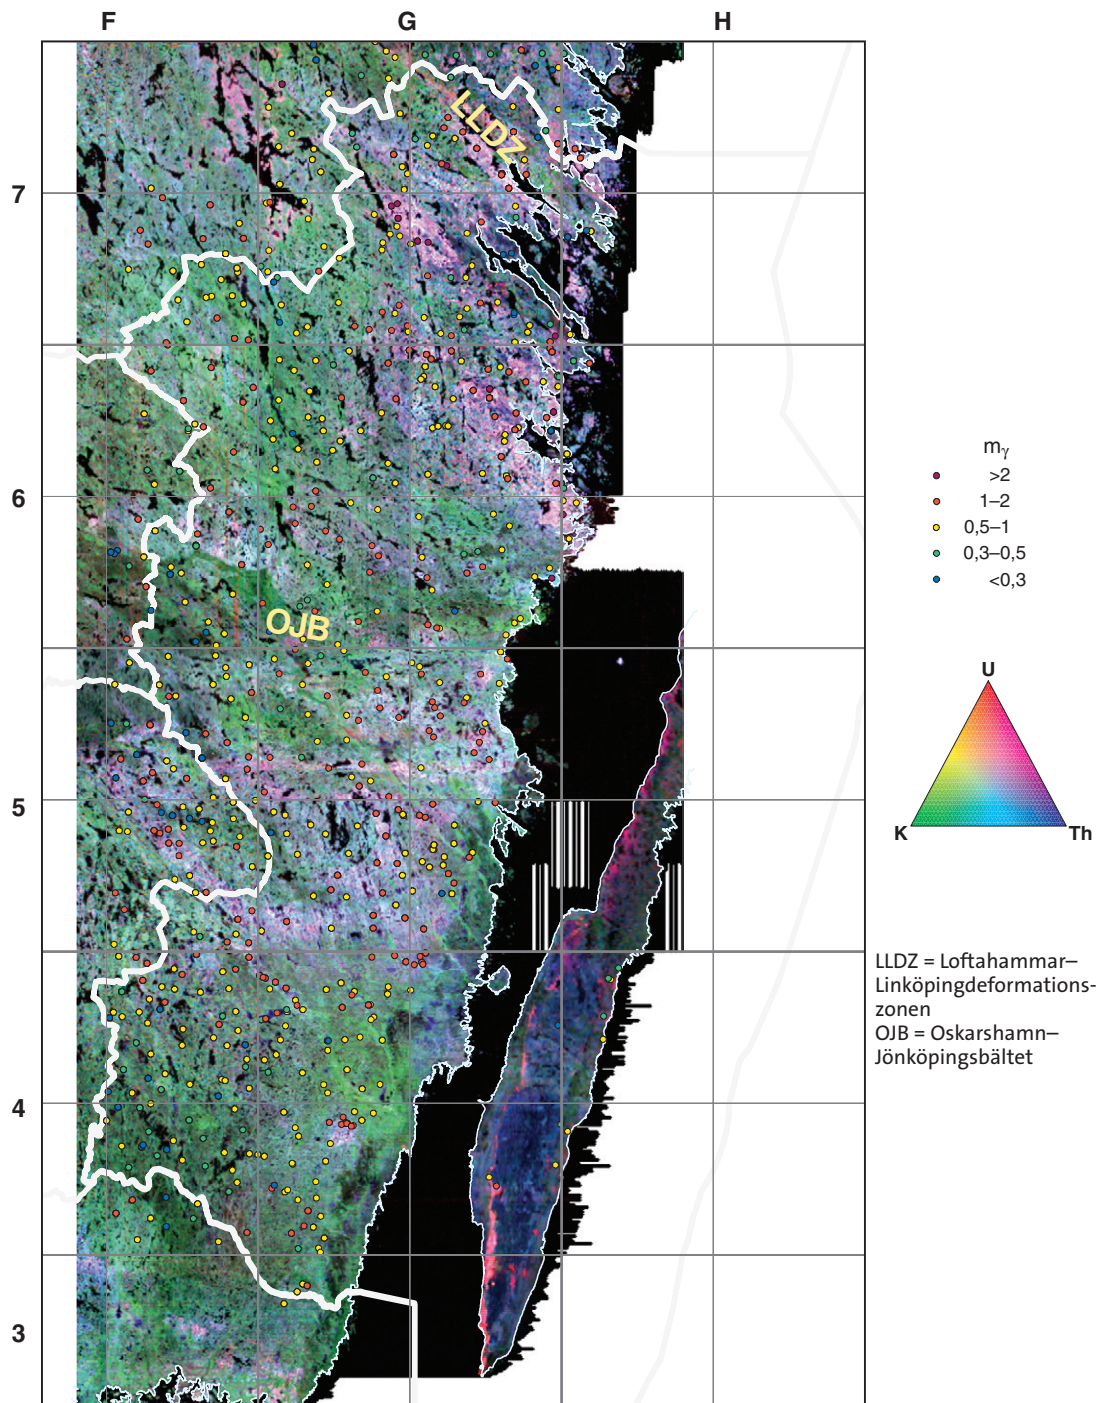 F G H
7
6
5
4
3
LLDZ
OJB
mγ
>2
1–2
0,5–1
0,3–0,5
<0,3
U
K Th
LLDZ = Loftahammar–
Linköpingdeformations-
zonen
OJB = Oskarshamn–
Jönköpingsbältet